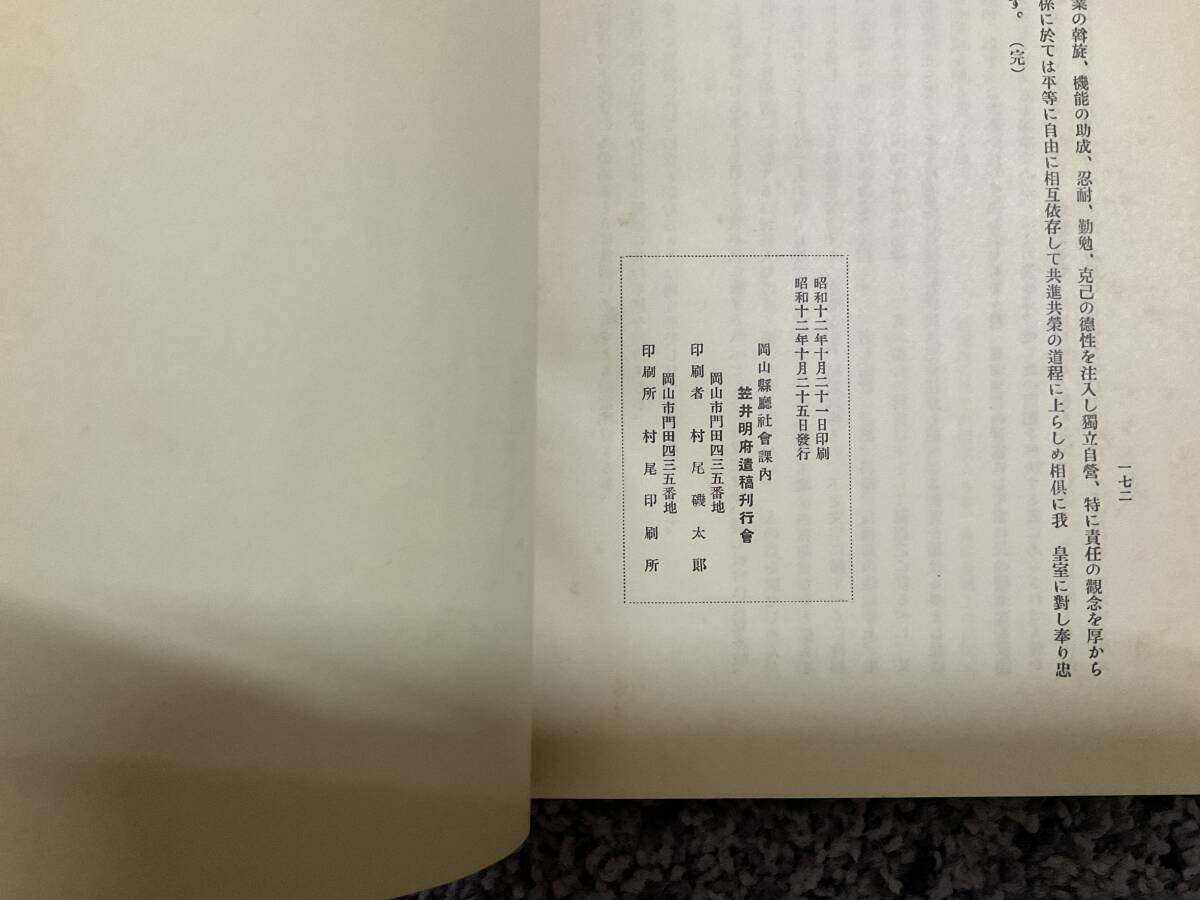 一七二
業の斡旋、機能の助成、忍耐、勤勉、克己の德性を注入し獨立自營、特に責任の觀念を厚から
係に於ては平等に自由に相互依存して共進共榮の道程に上らしめ相俱に我　皇室に對し奉り忠
す。（完）
昭和十二年十月二十一日印刷
昭和十二年十月二十五日發行
岡山縣廳社會課內
笠井明府遺稿刊行會
岡山市門田四三五番地
印刷者　村尾磯太郞
岡山市門田四三五番地
印刷所　村尾印刷所